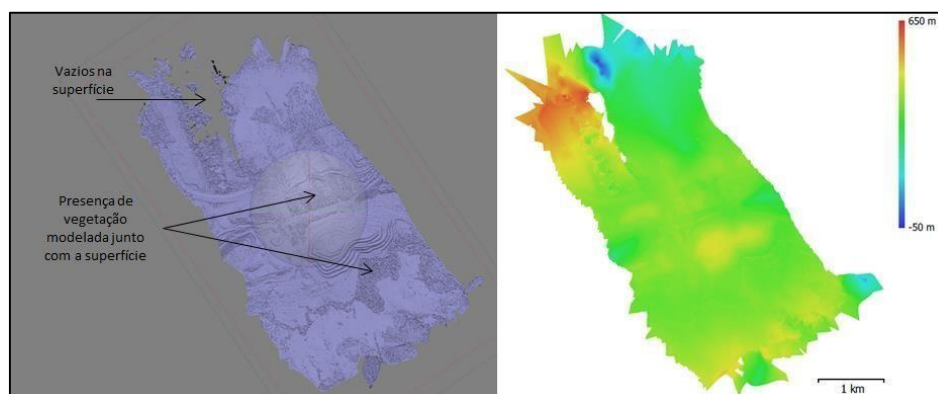 Vazios na
superfície
Presença de
vegetação
modelada junto
com a superfície
650 m
-50 m
1 km